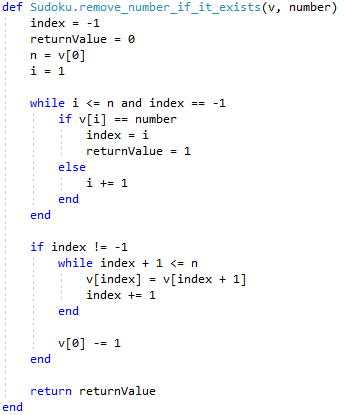 def Sudoku.remove_number_if_it_exists(v, number)
    index = -1
    returnValue = 0
    n = v[0]
    i = 1

    while i <= n and index == -1
        if v[i] == number
            index = i
            returnValue = 1
        else
            i += 1
        end
    end

    if index != -1
        while index + 1 <= n
            v[index] = v[index + 1]
            index += 1
        end

        v[0] -= 1
    end

    return returnValue
end